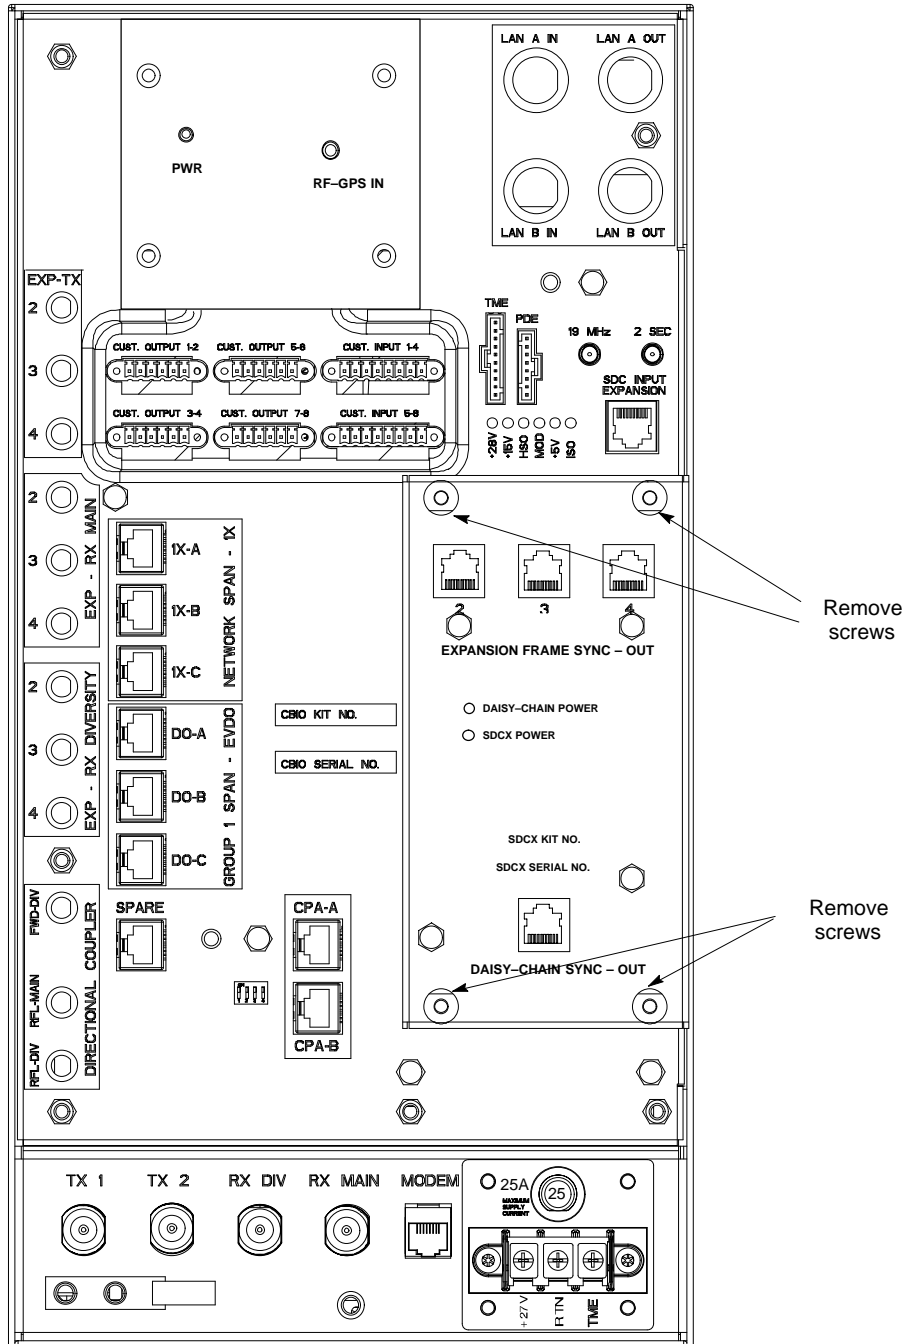 LAN A IN
LAN A OUT
PWR
RF–GPS IN
LAN B IN
LAN B OUT
EXP-TX
2
3
4
TME
PDE
19 MHz
2 SEC
CUST. OUTPUT 1-2
CUST. OUTPUT 5-6
CUST. INPUT 1-4
SDC INPUT
EXPANSION
CUST. OUTPUT 3-4
CUST. OUTPUT 7-8
CUST. INPUT 5-8
+28V
+15V
HSO
MOD
+5V
ISO
2
3
4
EXP - RX MAIN
1X-A
1X-B
1X-C
NETWORK SPAN - 1X
2
3
4
EXPANSION FRAME SYNC – OUT
Remove
screws
2
3
4
EXP - RX DIVERSITY
DO-A
DO-B
DO-C
GROUP 1 SPAN - EVDO
CBIO KIT NO.
CBIO SERIAL NO.
DAISY–CHAIN POWER
SDCX POWER
SDCX KIT NO.
SDCX SERIAL NO.
FWD-DIV
RFL-MAIN
RFL-DIV
DIRECTIONAL COUPLER
SPARE
CPA-A
CPA-B
DAISY–CHAIN SYNC – OUT
Remove
screws
TX 1
TX 2
RX DIV
RX MAIN
MODEM
25A
MAXIMUM
SUPPLY
CURRENT
25
+ 27 V
R TN
TME